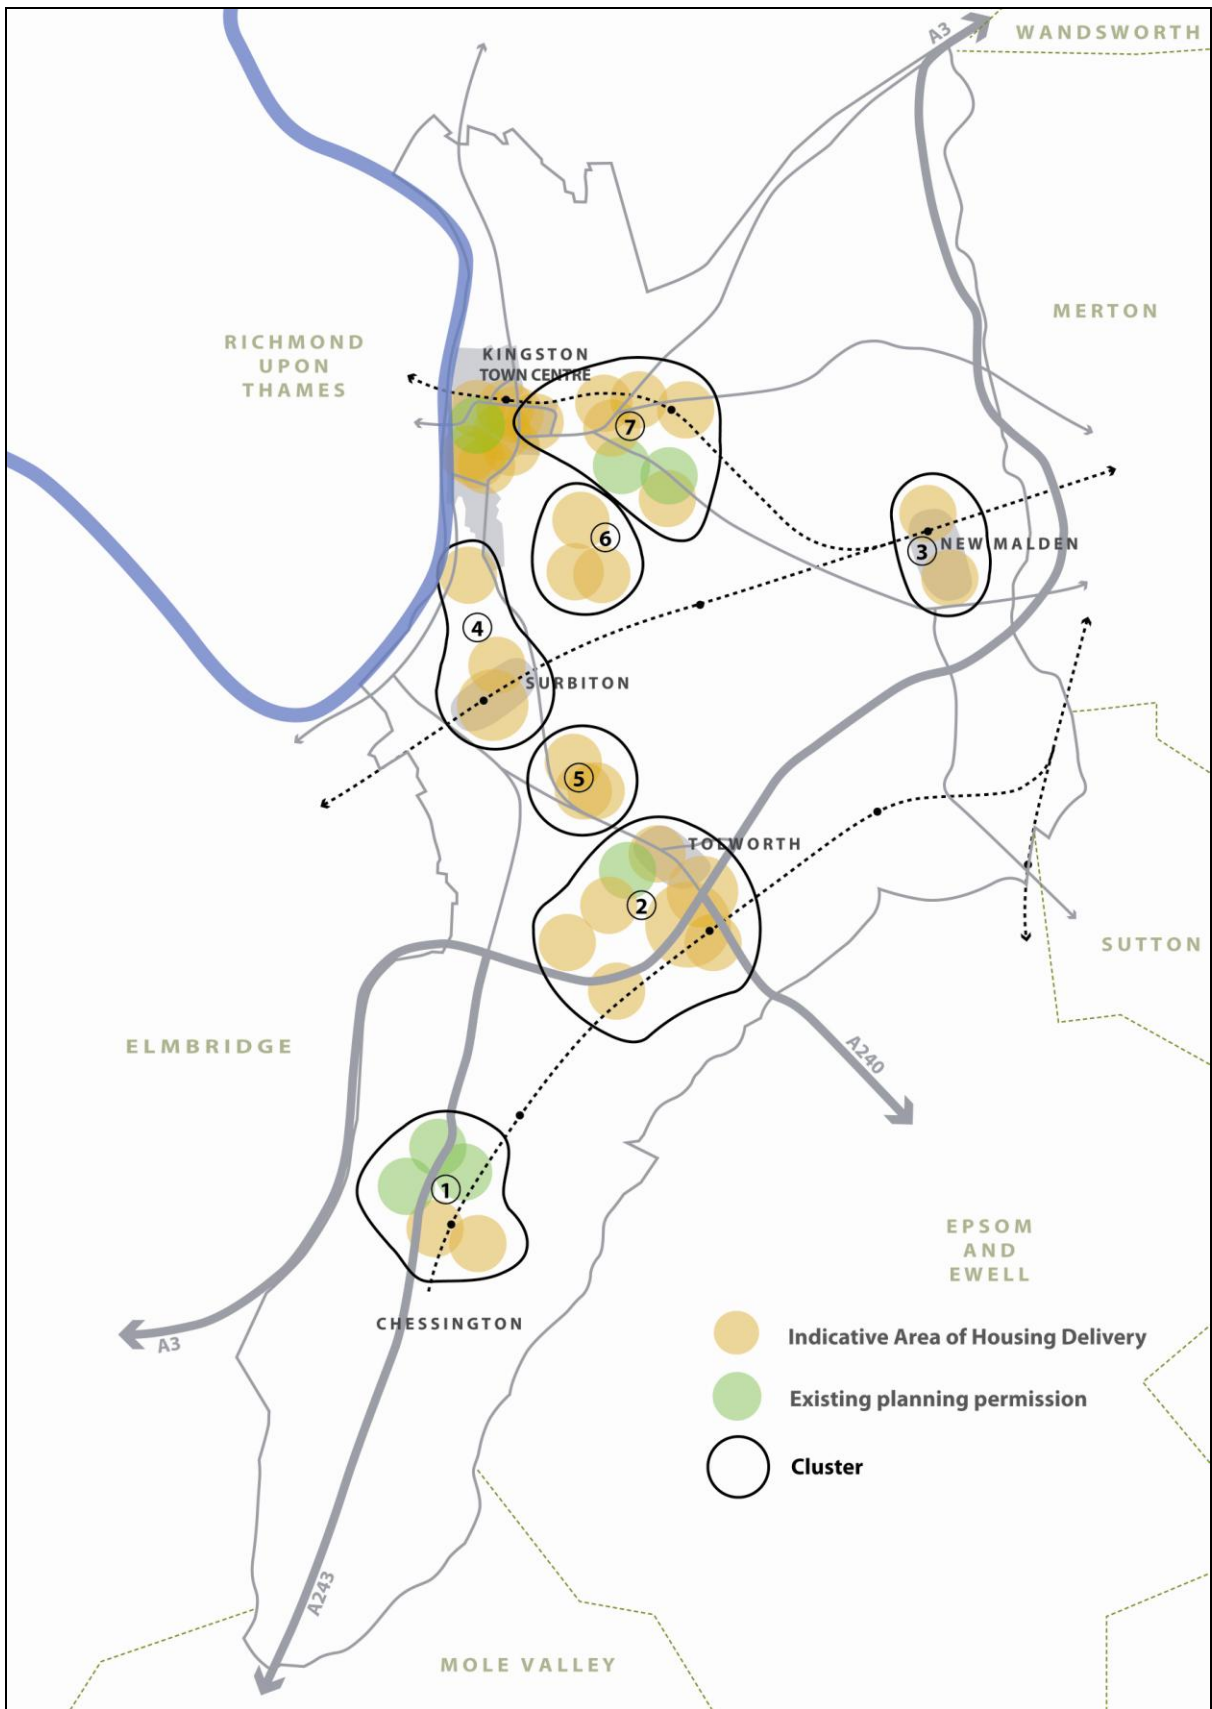 WANDSWORTH
A3
MERTON
RICHMOND
UPON
THAMES
KINGSTON
TOWN CENTRE
7
6
3
NEW MALDEN
4
SURBITON
5
TOLWORTH
2
SUTTON
ELMBRIDGE
A240
1
EPSOM
AND
EWELL
CHESSINGTON
A3
Indicative Area of Housing Delivery
Existing planning permission
Cluster
A243
MOLE VALLEY